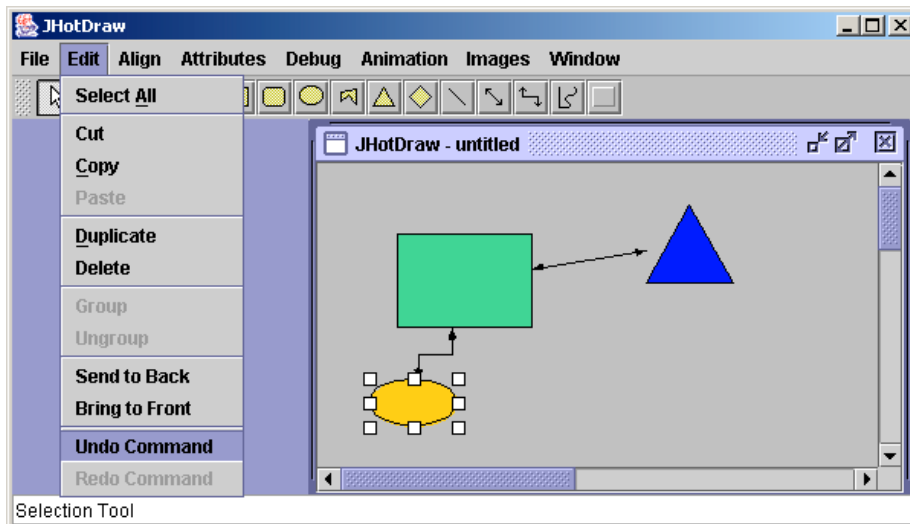 JHotDraw
File Edit Align Attributes Debug Animation Images Window
Select All
Cut
Copy
Paste
Duplicate
Delete
Group
Ungroup
Send to Back
Bring to Front
Undo Command
Redo Command
JHotDraw - untitled
Selection Tool